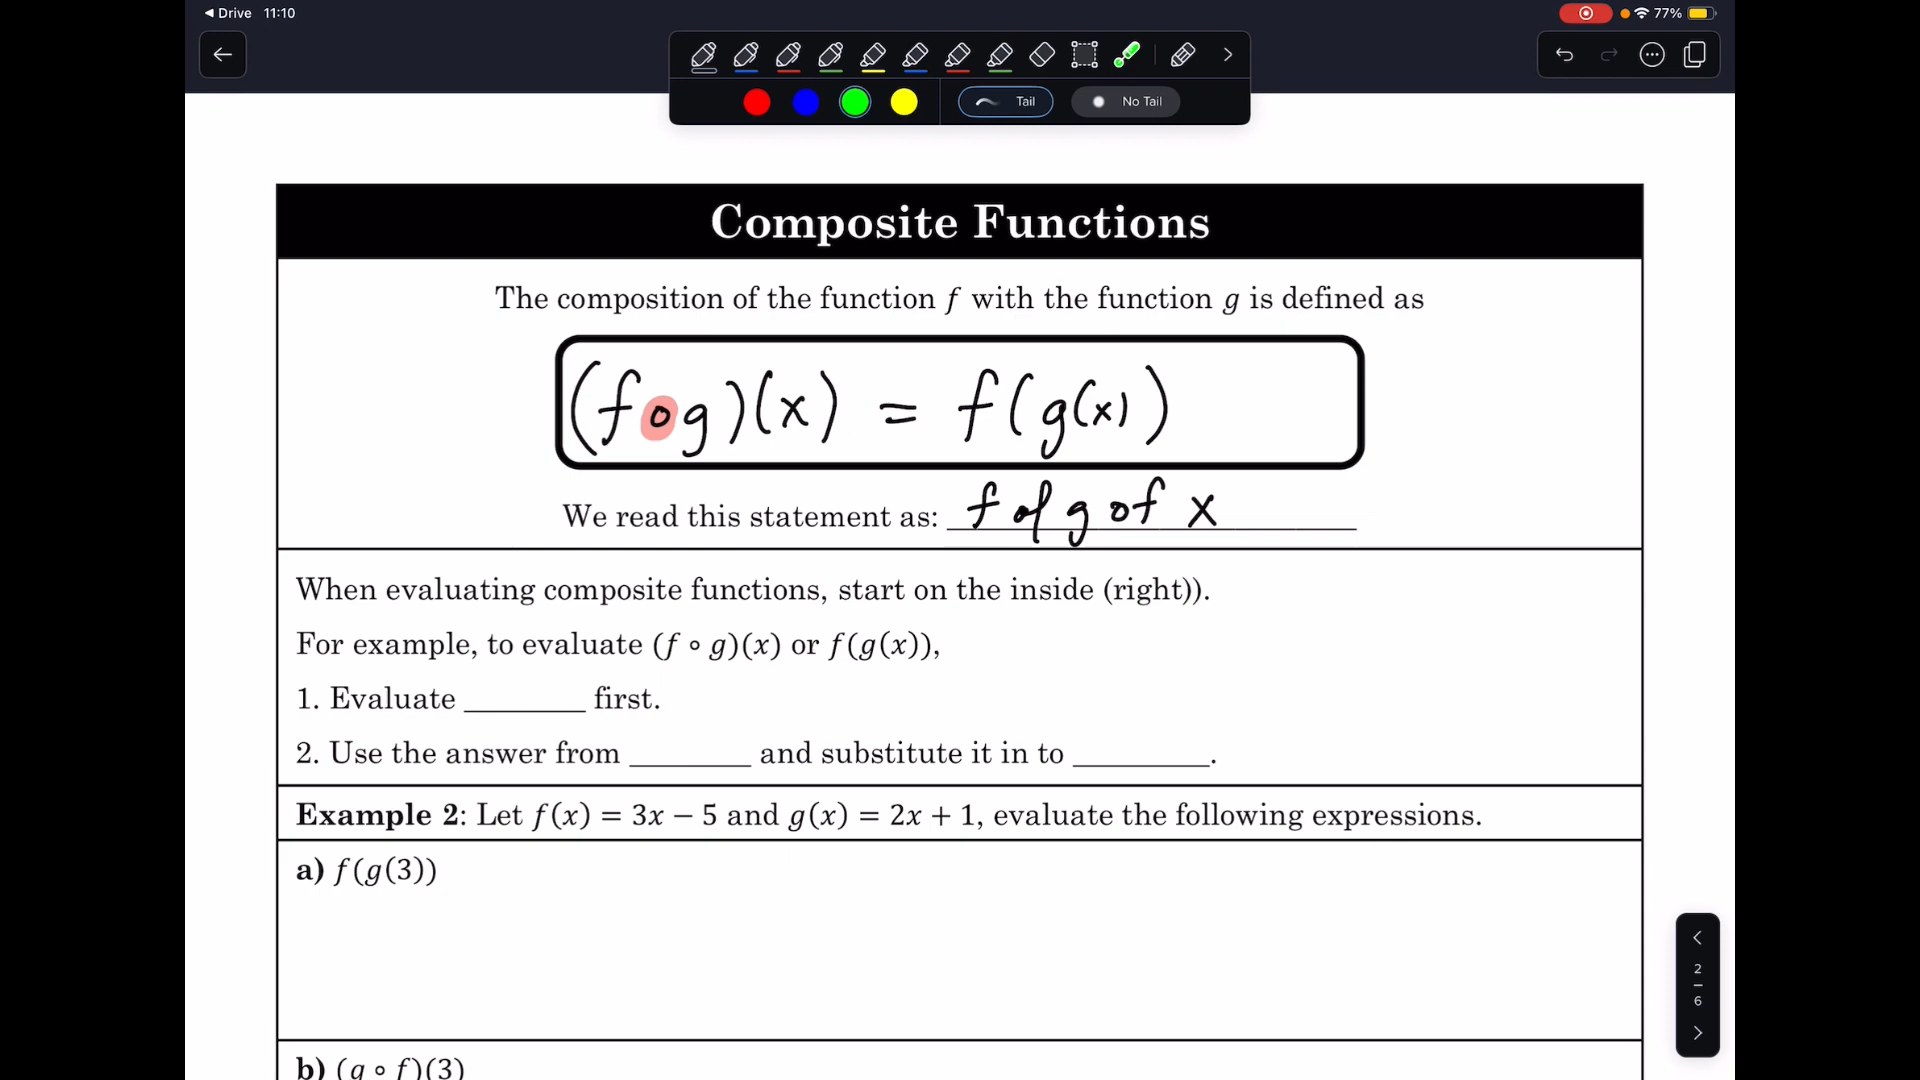 Drive 11:10
77%
Tail No Tail
Composite Functions
The composition of the function f with the function g is defined as
(f∘g)(x) = f(g(x))
We read this statement as: f of g of x
When evaluating composite functions, start on the inside (right)).
For example, to evaluate (f ∘ g)(x) or f(g(x)),
1. Evaluate ________ first.
2. Use the answer from ________ and substitute it in to _________.
Example 2: Let f(x) = 3x − 5 and g(x) = 2x + 1, evaluate the following expressions.
a) f(g(3))
b) (g ∘ f)(3)
2
6